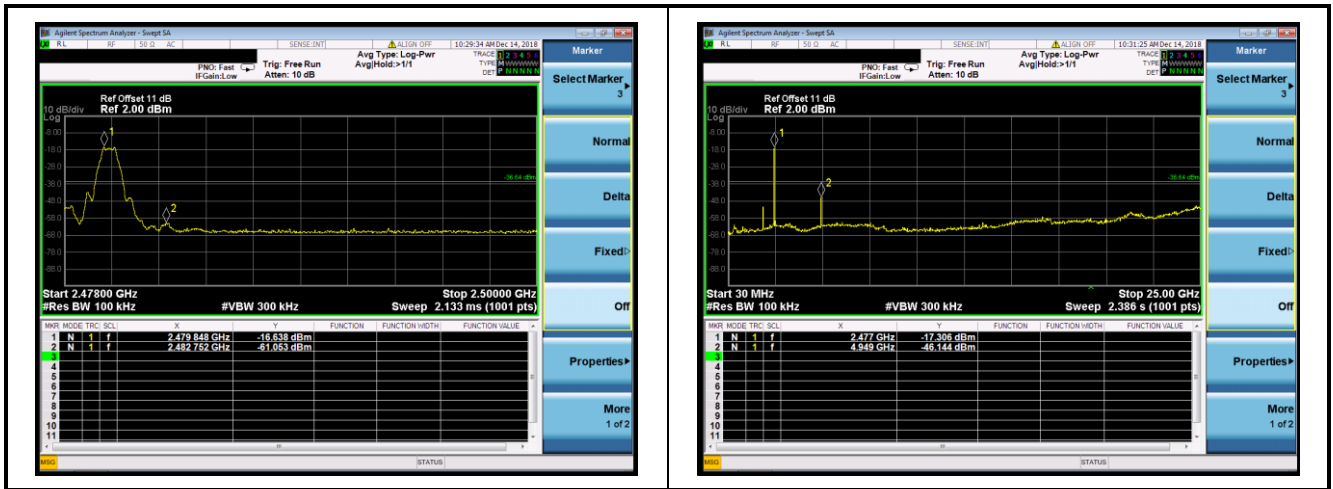 Agilent Spectrum Analyzer - Swept SA
RL RF 50 Ω AC SENSE:INT ALIGN OFF 10:29:34 AM Dec 14, 2018
Marker
PNO: Fast
IFGain:Low
Trig: Free Run
Atten: 10 dB
Avg Type: Log-Pwr
Avg|Hold:>1/1
TRACE 1 2 3 4 5 6
TYPE M WWWWW
DET P NNNNN
Select Marker
3
Ref Offset 11 dB
10 dB/div Ref 2.00 dBm
Log
-8.00
-18.0
-28.0
-38.0
-48.0
-58.0
-68.0
-78.0
-88.0
1
2
-36.64 dBm
Normal
Delta
Fixed
Off
Start 2.47800 GHz Stop 2.50000 GHz
#Res BW 100 kHz #VBW 300 kHz Sweep 2.133 ms (1001 pts)
MKR MODE TRC SCL X Y FUNCTION FUNCTION WIDTH FUNCTION VALUE
1 N 1 f 2.479 848 GHz -16.638 dBm
2 N 1 f 2.482 752 GHz -61.053 dBm
3
4
5
6
7
8
9
10
11
Properties
More
1 of 2
MSG STATUS
Agilent Spectrum Analyzer - Swept SA
RL RF 50 Ω AC SENSE:INT ALIGN OFF 10:31:25 AM Dec 14, 2018
Marker
PNO: Fast
IFGain:Low
Trig: Free Run
Atten: 10 dB
Avg Type: Log-Pwr
Avg|Hold:>1/1
TRACE 1 2 3 4 5 6
TYPE M WWWWW
DET P NNNNN
Select Marker
3
Ref Offset 11 dB
10 dB/div Ref 2.00 dBm
Log
-8.00
-18.0
-28.0
-38.0
-48.0
-58.0
-68.0
-78.0
-88.0
1
2
-36.64 dBm
Normal
Delta
Fixed
Off
Start 30 MHz Stop 25.00 GHz
#Res BW 100 kHz #VBW 300 kHz Sweep 2.386 s (1001 pts)
MKR MODE TRC SCL X Y FUNCTION FUNCTION WIDTH FUNCTION VALUE
1 N 1 f 2.477 GHz -17.306 dBm
2 N 1 f 4.949 GHz -46.144 dBm
3
4
5
6
7
8
9
10
11
Properties
More
1 of 2
MSG STATUS